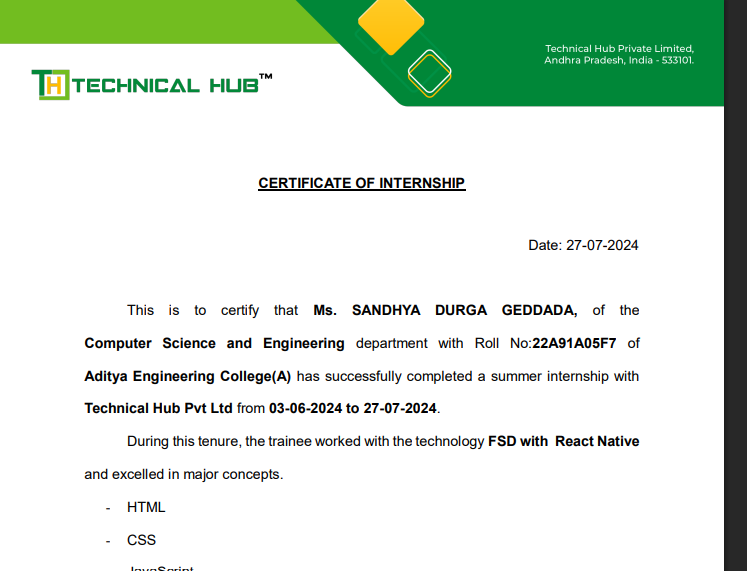 Technical Hub Private Limited,
Andhra Pradesh, India - 533101.
TH TECHNICAL HUB™
CERTIFICATE OF INTERNSHIP
Date: 27-07-2024
This is to certify that Ms. SANDHYA DURGA GEDDADA, of the
Computer Science and Engineering department with Roll No:22A91A05F7 of
Aditya Engineering College(A) has successfully completed a summer internship with
Technical Hub Pvt Ltd from 03-06-2024 to 27-07-2024.
During this tenure, the trainee worked with the technology FSD with React Native
and excelled in major concepts.
- HTML
- CSS
JavaScript